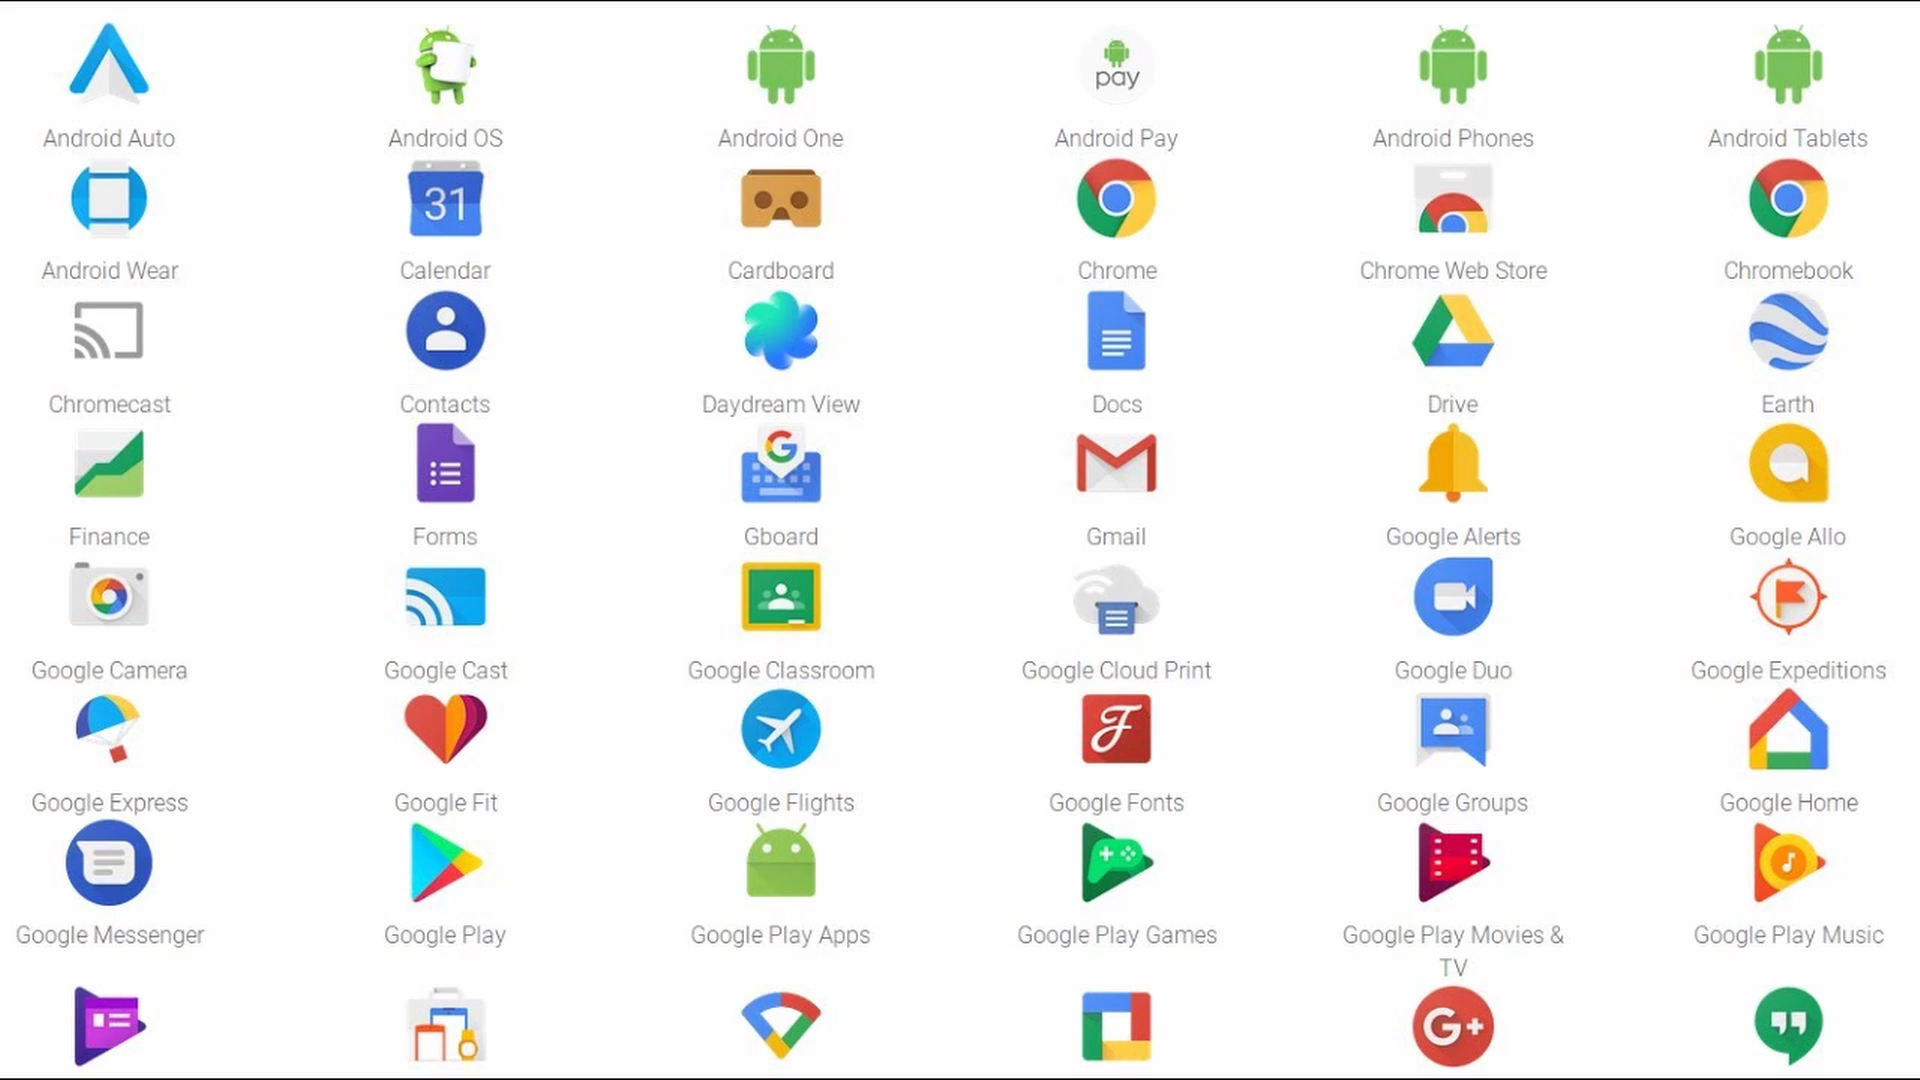 pay
Android Auto
Android OS
Android One
Android Pay
Android Phones
Android Tablets
31
Android Wear
Calendar
Cardboard
Chrome
Chrome Web Store
Chromebook
Chromecast
Contacts
Daydream View
Docs
Drive
Earth
G
Finance
Forms
Gboard
Gmail
Google Alerts
Google Allo
Google Camera
Google Cast
Google Classroom
Google Cloud Print
Google Duo
Google Expeditions
F
Google Express
Google Fit
Google Flights
Google Fonts
Google Groups
Google Home
Google Messenger
Google Play
Google Play Apps
Google Play Games
Google Play Movies &
TV
Google Play Music
G+